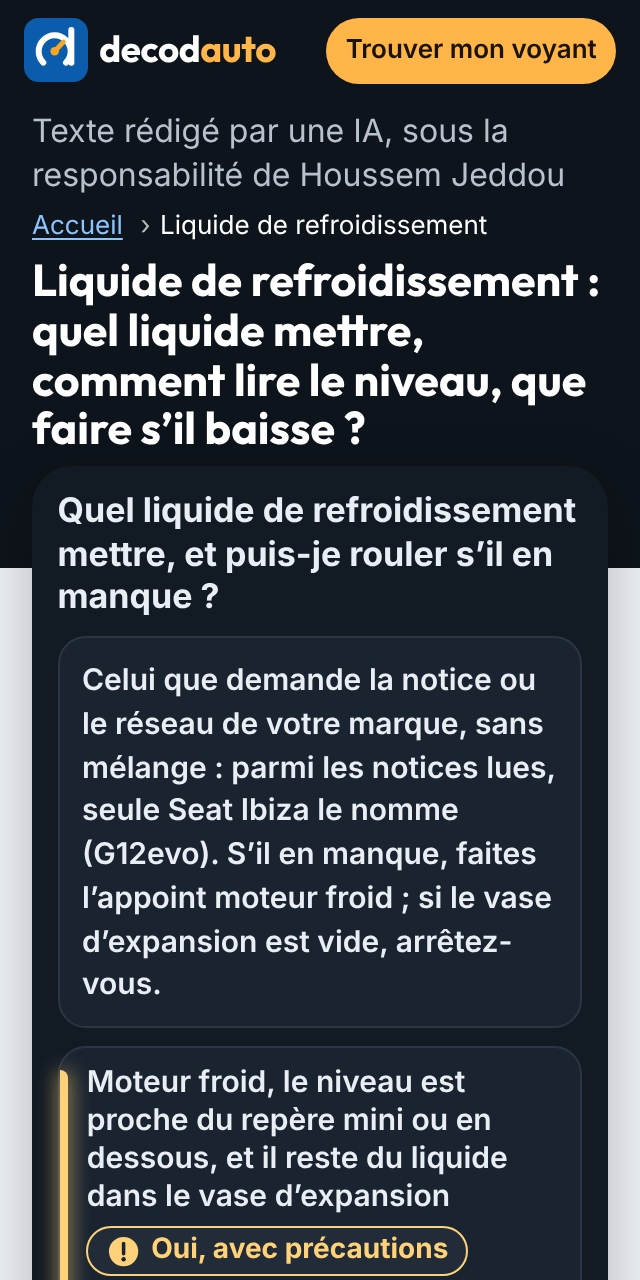 decodauto
Trouver mon voyant
Texte rédigé par une IA, sous la
responsabilité de Houssem Jeddou
Accueil › Liquide de refroidissement
Liquide de refroidissement :
quel liquide mettre,
comment lire le niveau, que
faire s’il baisse ?
Quel liquide de refroidissement
mettre, et puis-je rouler s’il en
manque ?
Celui que demande la notice ou
le réseau de votre marque, sans
mélange : parmi les notices lues,
seule Seat Ibiza le nomme
(G12evo). S’il en manque, faites
l’appoint moteur froid ; si le vase
d’expansion est vide, arrêtez-
vous.
Moteur froid, le niveau est
proche du repère mini ou en
dessous, et il reste du liquide
dans le vase d’expansion
Oui, avec précautions